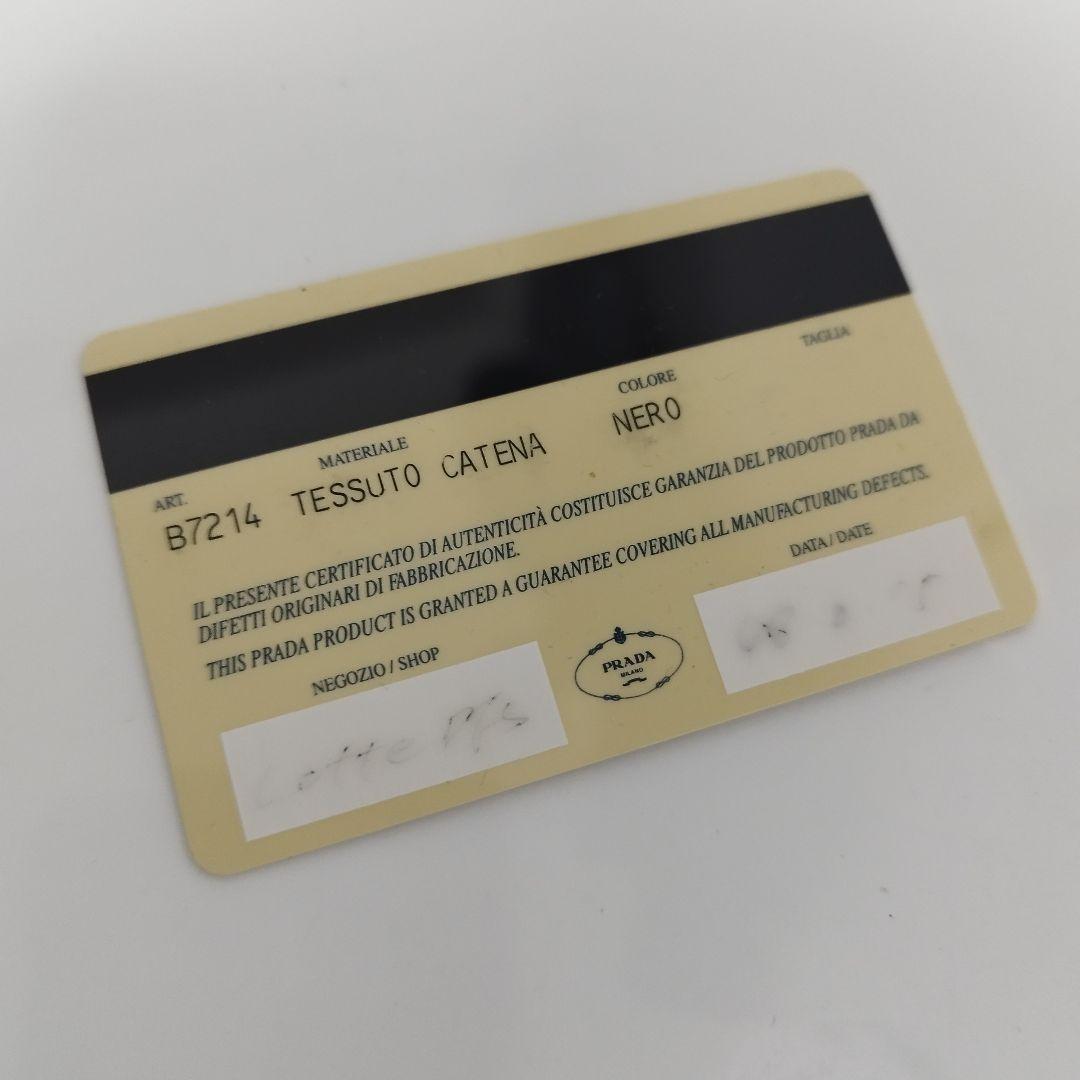 TAGLIA
MATERIALE COLORE
ART.
B7214 TESSUTO CATENA NERO
IL PRESENTE CERTIFICATO DI AUTENTICITÀ COSTITUISCE GARANZIA DEL PRODOTTO PRADA DA
DIFETTI ORIGINARI DI FABBRICAZIONE.
THIS PRADA PRODUCT IS GRANTED A GUARANTEE COVERING ALL MANUFACTURING DEFECTS.
NEGOZIO / SHOP
DATA / DATE
PRADA
MILANO
Lotte